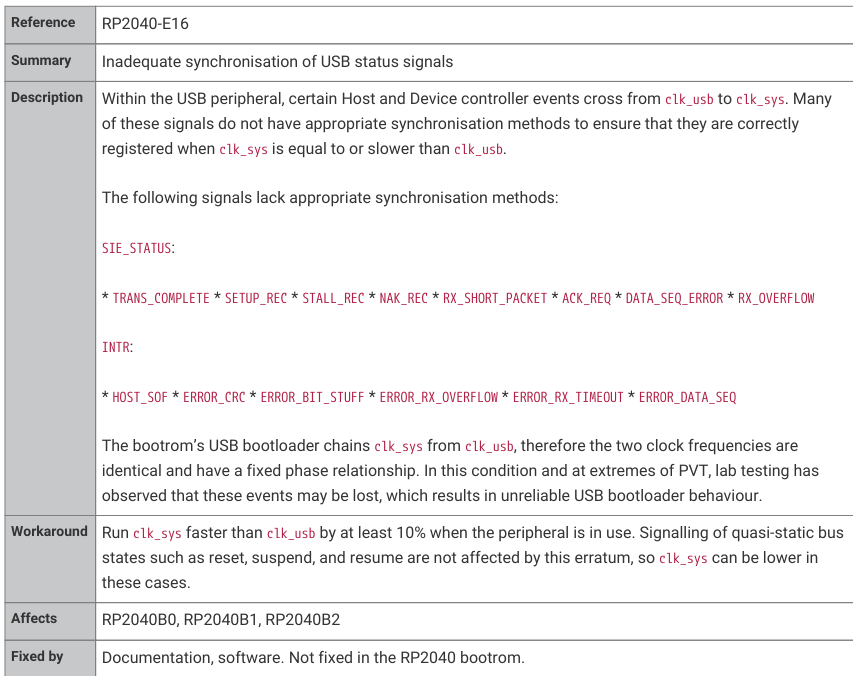 Reference RP2040-E16
Summary Inadequate synchronisation of USB status signals
Description Within the USB peripheral, certain Host and Device controller events cross from clk_usb to clk_sys. Many
of these signals do not have appropriate synchronisation methods to ensure that they are correctly
registered when clk_sys is equal to or slower than clk_usb.
The following signals lack appropriate synchronisation methods:
SIE_STATUS:
* TRANS_COMPLETE * SETUP_REC * STALL_REC * NAK_REC * RX_SHORT_PACKET * ACK_REQ * DATA_SEQ_ERROR * RX_OVERFLOW
INTR:
* HOST_SOF * ERROR_CRC * ERROR_BIT_STUFF * ERROR_RX_OVERFLOW * ERROR_RX_TIMEOUT * ERROR_DATA_SEQ
The bootrom’s USB bootloader chains clk_sys from clk_usb, therefore the two clock frequencies are
identical and have a fixed phase relationship. In this condition and at extremes of PVT, lab testing has
observed that these events may be lost, which results in unreliable USB bootloader behaviour.
Workaround Run clk_sys faster than clk_usb by at least 10% when the peripheral is in use. Signalling of quasi-static bus
states such as reset, suspend, and resume are not affected by this erratum, so clk_sys can be lower in
these cases.
Affects RP2040B0, RP2040B1, RP2040B2
Fixed by Documentation, software. Not fixed in the RP2040 bootrom.